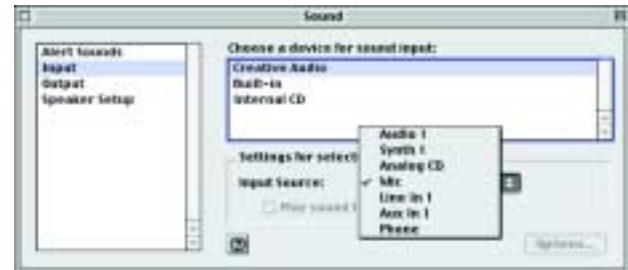 Sound
Alert Sounds
Input
Output
Speaker Setup
Choose a device for sound input:
Creative Audio
Built-in
Internal CD
Settings for select
Input Source:
Audio 1
Synth 1
Analog CD
✓ Mic
Line In 1
Aux In 1
Phone
Play sound t
Options...